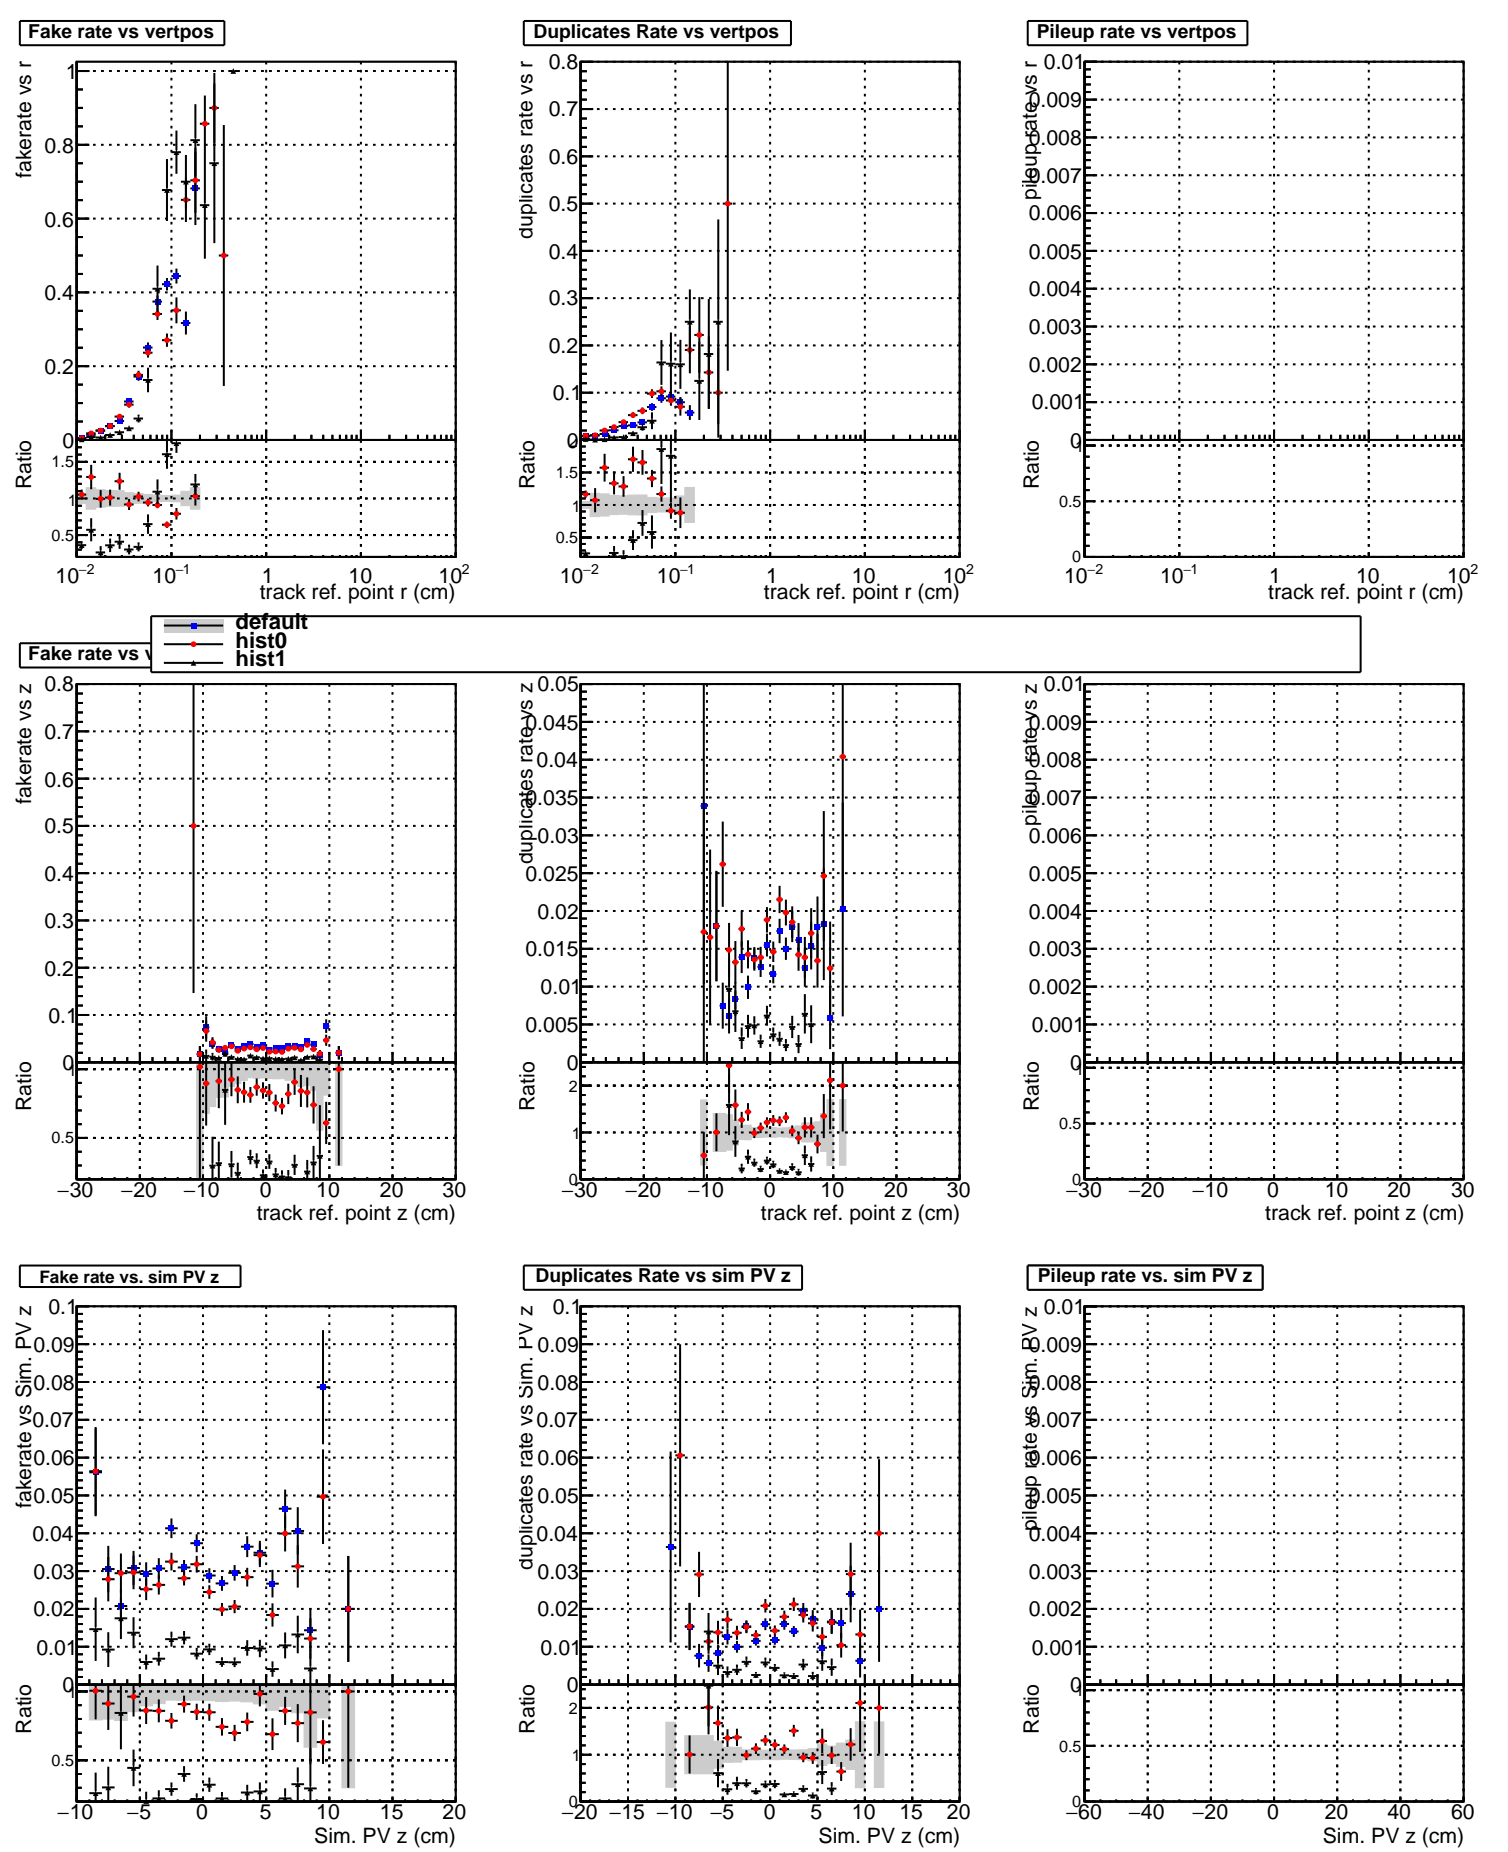 Fake rate vs vertpos
Duplicates Rate vs vertpos
Pileup rate vs vertpos
fakerate vs r
1
0.8
0.6
0.4
0.2
0
Ratio
1.5
1
0.5
10⁻² 10⁻¹ 1 10 10²
track ref. point r (cm)
duplicates rate vs r
0.8
0.7
0.6
0.5
0.4
0.3
0.2
0.1
0
Ratio
1.5
1
0.5
10⁻² 10⁻¹ 1 10 10²
track ref. point r (cm)
pileup rate vs r
0.01
0.009
0.008
0.007
0.006
0.005
0.004
0.003
0.002
0.001
0
Ratio
1
0.5
0
10⁻² 10⁻¹ 1 10 10²
track ref. point r (cm)
default
hist0
hist1
Fake rate vs v
fakerate vs z
0.8
0.7
0.6
0.5
0.4
0.3
0.2
0.1
0
Ratio
1
0.5
−30 −20 −10 0 10 20 30
track ref. point z (cm)
duplicates rate vs z
0.05
0.045
0.04
0.035
0.03
0.025
0.02
0.015
0.01
0.005
0
Ratio
2
1
0
−30 −20 −10 0 10 20 30
track ref. point z (cm)
pileup rate vs z
0.01
0.009
0.008
0.007
0.006
0.005
0.004
0.003
0.002
0.001
0
Ratio
1
0.5
0
−30 −20 −10 0 10 20 30
track ref. point z (cm)
Fake rate vs. sim PV z
Duplicates Rate vs sim PV z
Pileup rate vs. sim PV z
fakerate vs Sim. PV z
0.1
0.09
0.08
0.07
0.06
0.05
0.04
0.03
0.02
0.01
0
Ratio
1
0.5
−10 −5 0 5 10 15 20
Sim. PV z (cm)
duplicates rate vs Sim. PV z
0.1
0.09
0.08
0.07
0.06
0.05
0.04
0.03
0.02
0.01
0
Ratio
2
1
0
−20 −15 −10 −5 0 5 10 15 20
Sim. PV z (cm)
pileup rate vs Sim. PV z
0.01
0.009
0.008
0.007
0.006
0.005
0.004
0.003
0.002
0.001
0
Ratio
1
0.5
0
−60 −40 −20 0 20 40 60
Sim. PV z (cm)